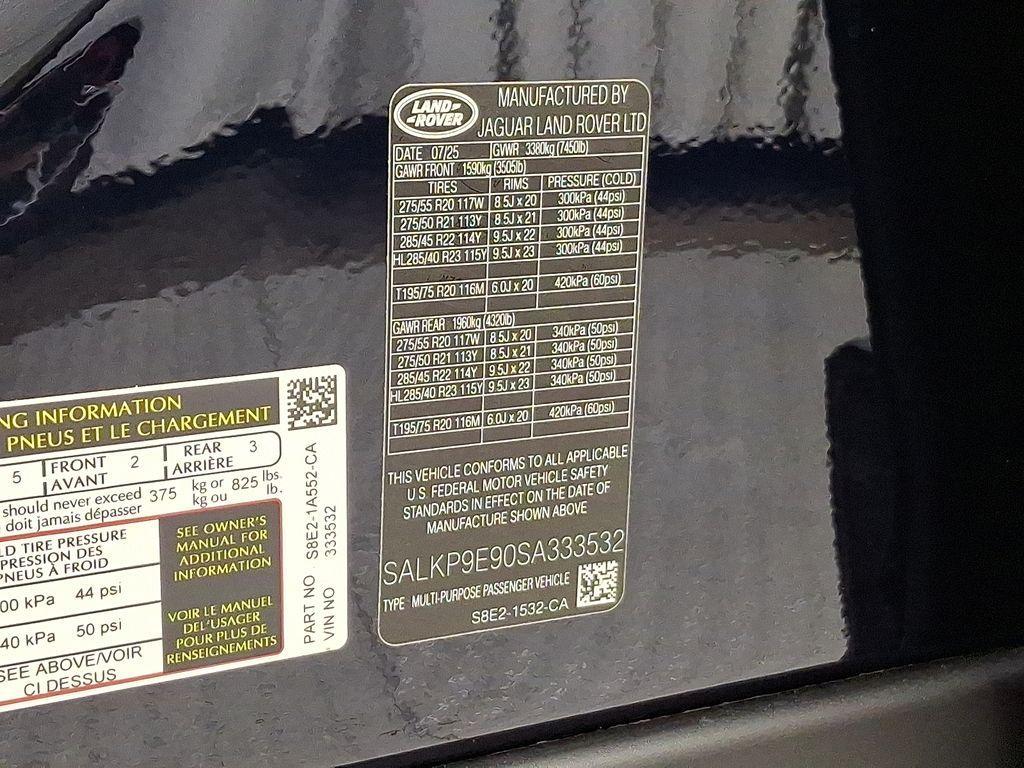 LAND-
-ROVER
MANUFACTURED BY
JAGUAR LAND ROVER LTD
DATE 07/25 GVWR 3380kg (7450lb)
GAWR FRONT 1590kg (3505lb)
TIRES RIMS PRESSURE (COLD)
275/55 R20 117W 8.5J x 20 300kPa (44psi)
275/50 R21 113Y 8.5J x 21 300kPa (44psi)
285/45 R22 114Y 9.5J x 22 300kPa (44psi)
HL285/40 R23 115Y 9.5J x 23 300kPa (44psi)
T195/75 R20 116M 6.0J x 20 420kPa (60psi)
GAWR REAR 1960kg (4320lb)
275/55 R20 117W 8.5J x 20 340kPa (50psi)
275/50 R21 113Y 8.5J x 21 340kPa (50psi)
285/45 R22 114Y 9.5J x 22 340kPa (50psi)
HL285/40 R23 115Y 9.5J x 23 340kPa (50psi)
T195/75 R20 116M 6.0J x 20 420kPa (60psi)
THIS VEHICLE CONFORMS TO ALL APPLICABLE
U.S. FEDERAL MOTOR VEHICLE SAFETY
STANDARDS IN EFFECT ON THE DATE OF
MANUFACTURE SHOWN ABOVE
SALKP9E90SA333532
TYPE : MULTI-PURPOSE PASSENGER VEHICLE
S8E2-1532-CA
NG INFORMATION
PNEUS ET LE CHARGEMENT
5 FRONT AVANT 2 REAR ARRIÈRE 3
should never exceed 375 kg or 825 lbs.
doit jamais dépasser kg ou lb.
LD TIRE PRESSURE
PRESSION DES
PNEUS À FROID
00 kPa 44 psi
40 kPa 50 psi
SEE ABOVE/VOIR
CI DESSUS
SEE OWNER'S
MANUAL FOR
ADDITIONAL
INFORMATION
VOIR LE MANUEL
DEL'USAGER
POUR PLUS DE
RENSEIGNEMENTS
PART NO. S8E2-1A552-CA
VIN NO 333532